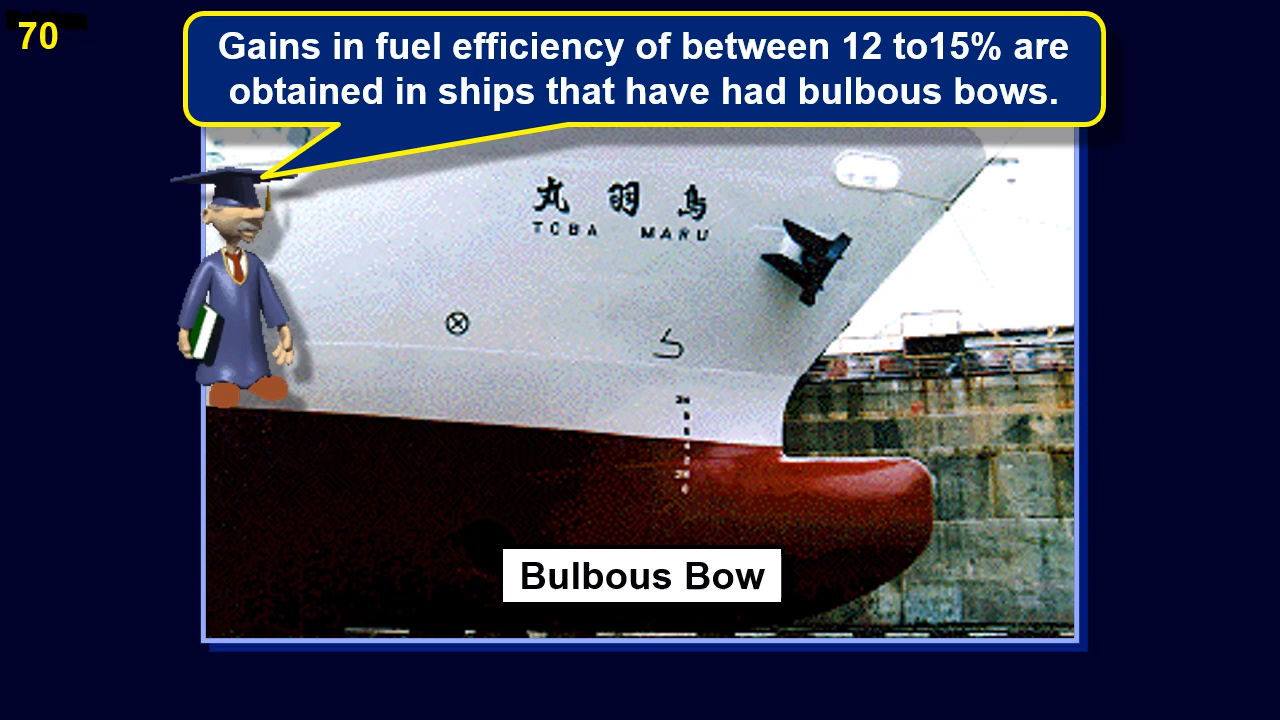 70
Gains in fuel efficiency of between 12 to15% are
obtained in ships that have had bulbous bows.
丸 羽 鳥
TOBA MARU
Bulbous Bow